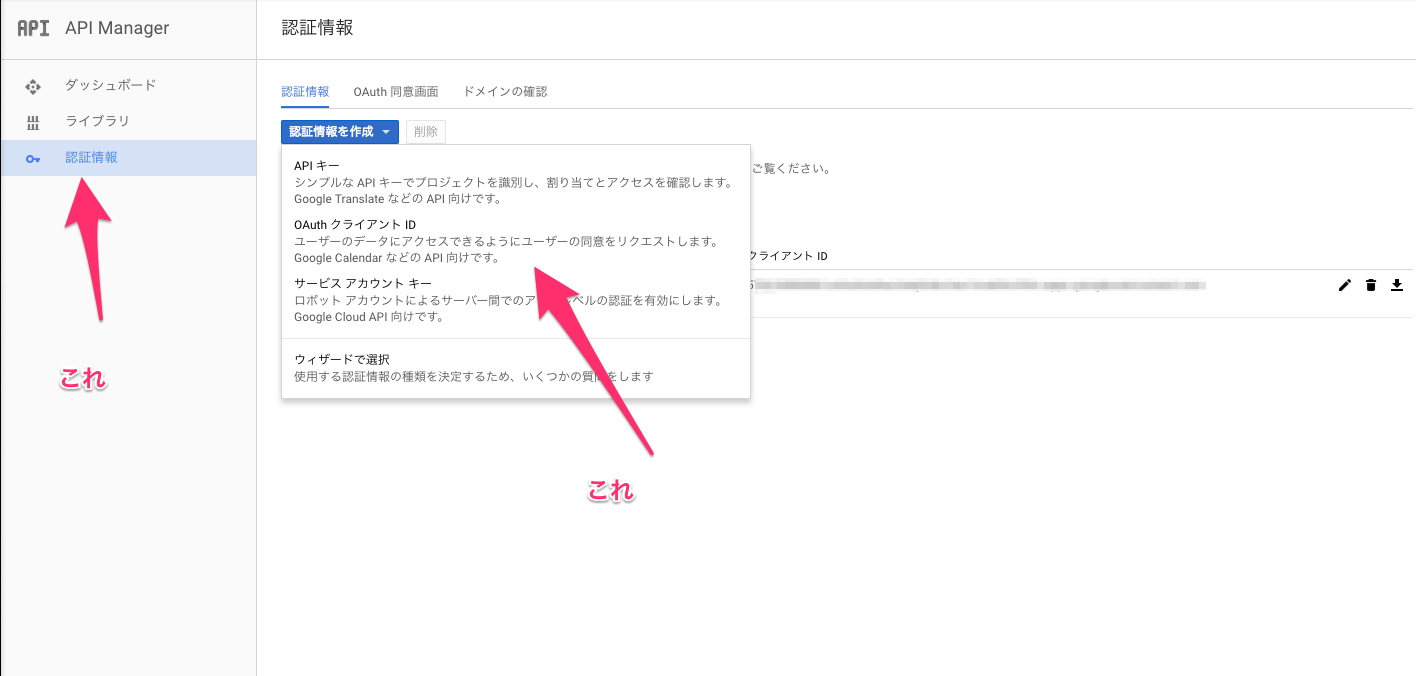 API API Manager
認証情報
ダッシュボード
ライブラリ
認証情報
認証情報 OAuth 同意画面 ドメインの確認
認証情報を作成 削除
API キー
シンプルな API キーでプロジェクトを識別し、割り当てとアクセスを確認します。
Google Translate などの API 向けです。
OAuth クライアント ID
ユーザーのデータにアクセスできるようにユーザーの同意をリクエストします。
Google Calendar などの API 向けです。
サービス アカウント キー
ロボット アカウントによるサーバー間でのア ベルの認証を有効にします。
Google Cloud API 向けです。
ウィザードで選択
使用する認証情報の種類を決定するため、いくつかの質問をします
ご覧ください。
クライアント ID
これ
これ